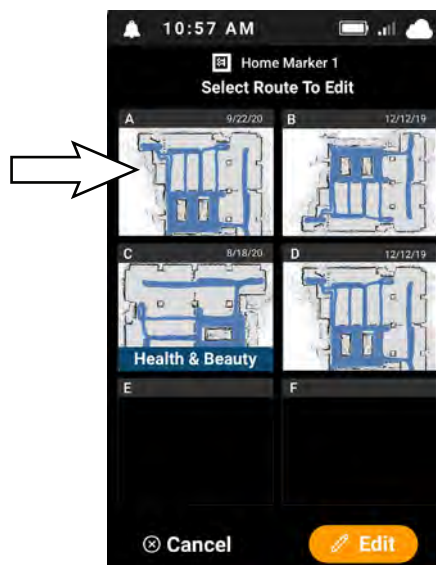 10:57 AM
Home Marker 1
Select Route To Edit
A 9/22/20 B 12/12/19
C 8/18/20 D 12/12/19
Health & Beauty
E F
Cancel Edit